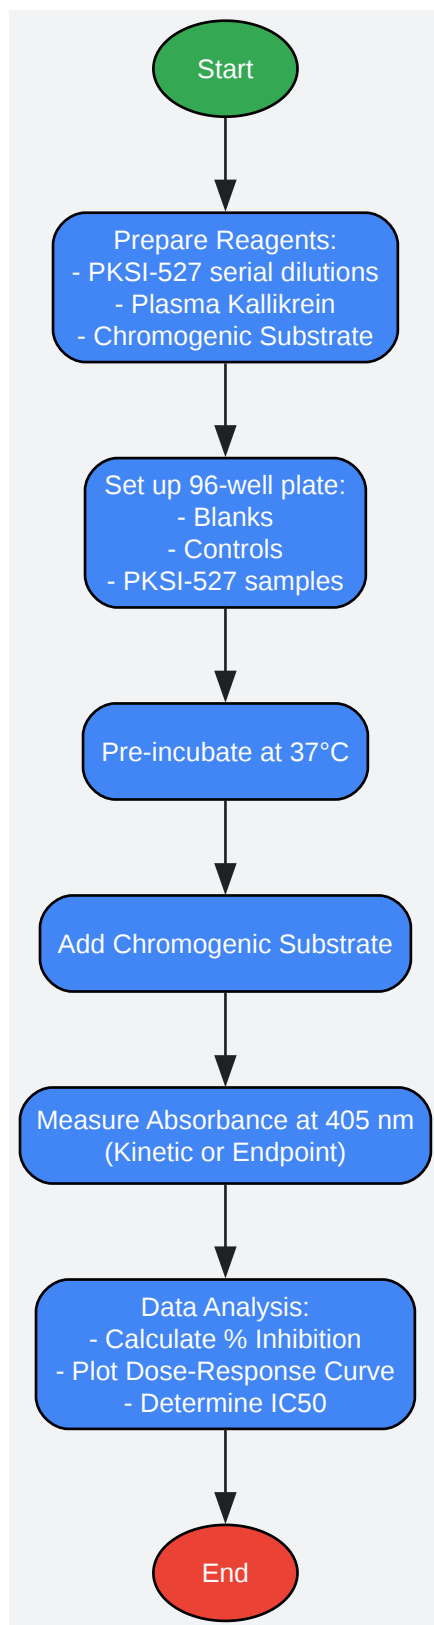 Start
Prepare Reagents:
- PKSI-527 serial dilutions
- Plasma Kallikrein
- Chromogenic Substrate
Set up 96-well plate:
- Blanks
- Controls
- PKSI-527 samples
Pre-incubate at 37°C
Add Chromogenic Substrate
Measure Absorbance at 405 nm
(Kinetic or Endpoint)
Data Analysis:
- Calculate % Inhibition
- Plot Dose-Response Curve
- Determine IC50
End